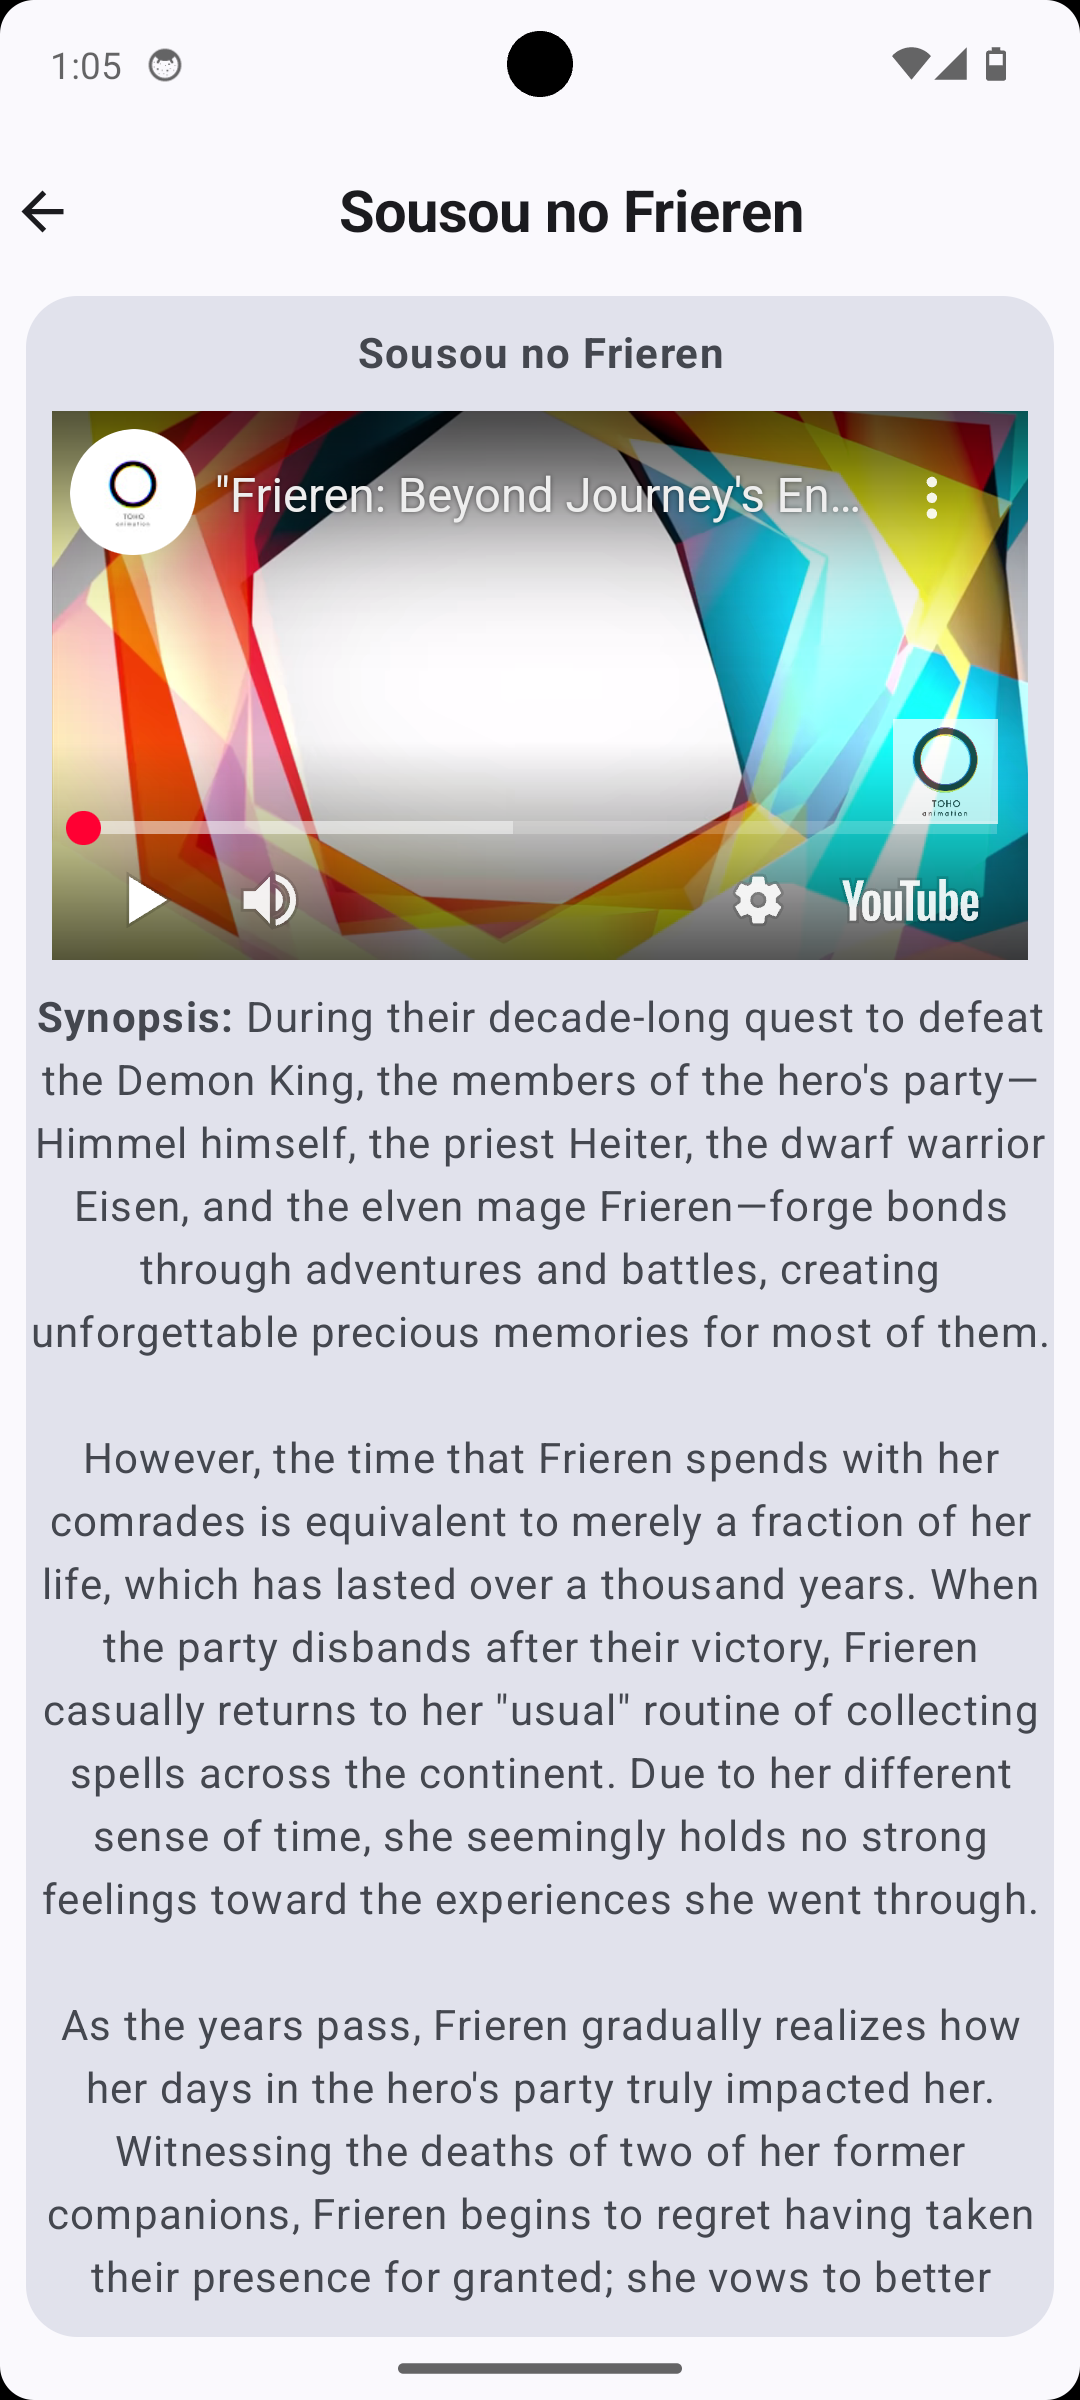 1:05
Sousou no Frieren
Sousou no Frieren
TOHO
animation
"Frieren: Beyond Journey's En...
TOHO
animation
YouTube
Synopsis: During their decade-long quest to defeat
the Demon King, the members of the hero's party—
Himmel himself, the priest Heiter, the dwarf warrior
Eisen, and the elven mage Frieren—forge bonds
through adventures and battles, creating
unforgettable precious memories for most of them.
However, the time that Frieren spends with her
comrades is equivalent to merely a fraction of her
life, which has lasted over a thousand years. When
the party disbands after their victory, Frieren
casually returns to her "usual" routine of collecting
spells across the continent. Due to her different
sense of time, she seemingly holds no strong
feelings toward the experiences she went through.
As the years pass, Frieren gradually realizes how
her days in the hero's party truly impacted her.
Witnessing the deaths of two of her former
companions, Frieren begins to regret having taken
their presence for granted; she vows to better